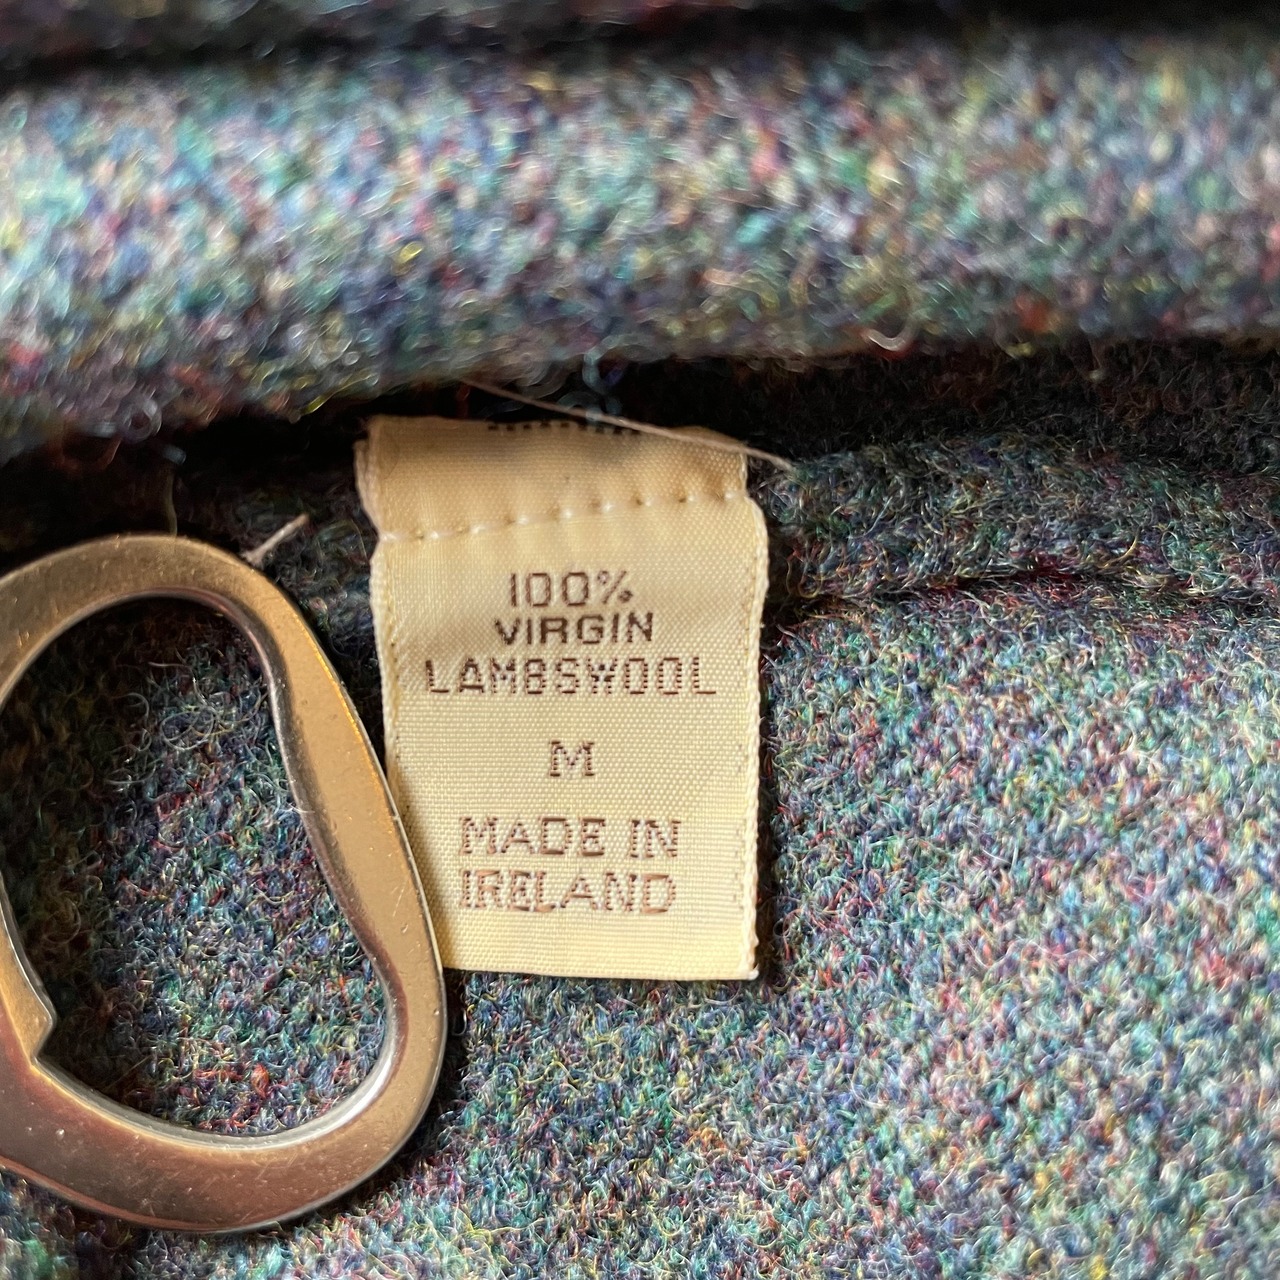 100%
VIRGIN
LAMBSWOOL
M
MADE IN
IRELAND